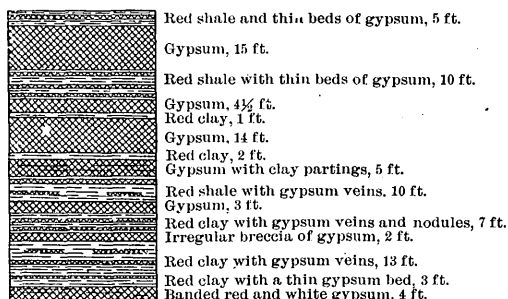 Red shale and thin beds of gypsum, 5 ft.
Gypsum, 15 ft.
Red shale with thin beds of gypsum, 10 ft.
Gypsum, 4½ ft.
Red clay, 1 ft.
Gypsum, 14 ft.
Red clay, 2 ft.
Gypsum with clay partings, 5 ft.
Red shale with gypsum veins. 10 ft.
Gypsum, 3 ft.
Red clay with gypsum veins and nodules, 7 ft.
Irregular breccia of gypsum, 2 ft.
Red clay with gypsum veins, 13 ft.
Red clay with a thin gypsum bed, 3 ft.
Banded red and white gypsum, 4 ft.